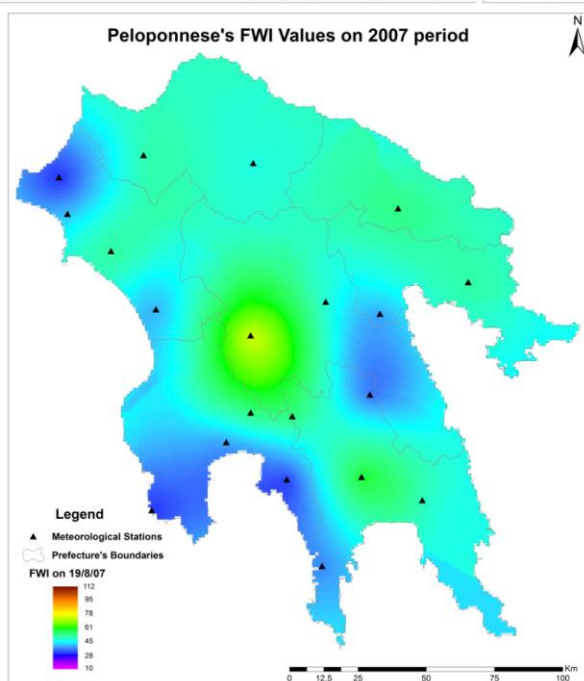 Peloponnese's FWI Values on 2007 period
N
Legend
Meteorological Stations
Prefecture's Boundaries
FWI on 19/8/07
112
95
78
61
45
28
10
Km
0 12.5 25 50 75 100